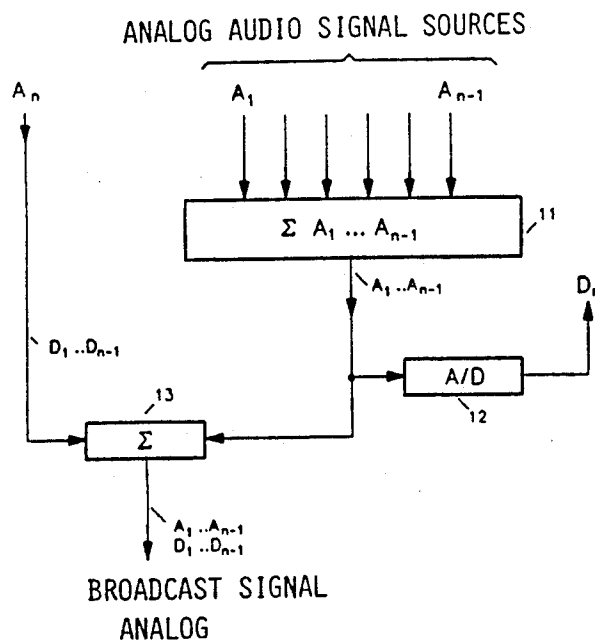 ANALOG AUDIO SIGNAL SOURCES
Aₙ
A₁
Aₙ₋₁
Σ A₁ ... Aₙ₋₁
11
A₁ ..Aₙ₋₁
D₁ ..Dₙ₋₁
A/D
12
13
Σ
A₁ ..Aₙ₋₁
D₁ ..Dₙ₋₁
BROADCAST SIGNAL
ANALOG